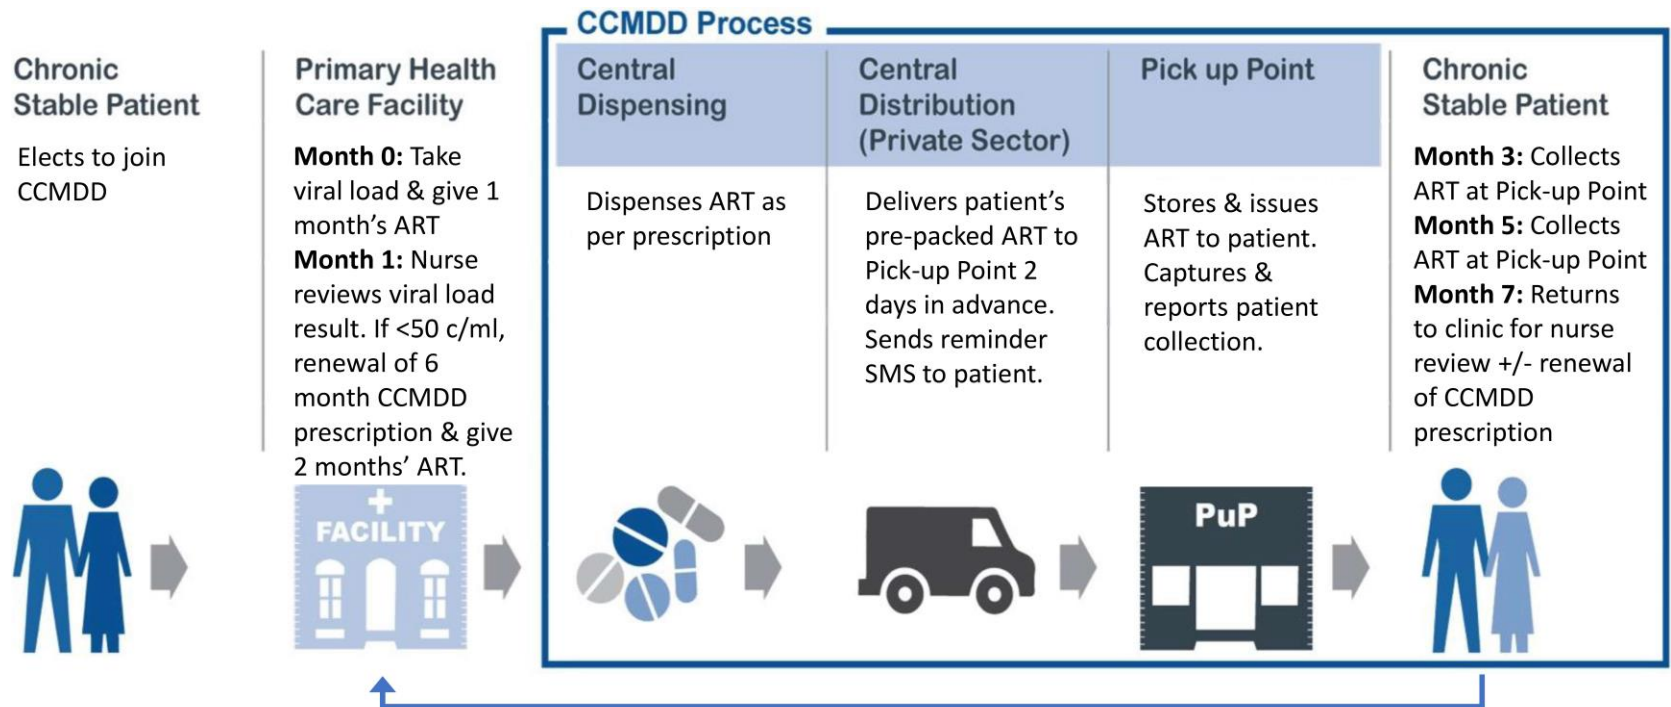 CCMDD Process
Chronic
Stable Patient
Elects to join
CCMDD
Primary Health
Care Facility
Month 0: Take
viral load & give 1
month's ART
Month 1: Nurse
reviews viral load
result. If <50 c/ml,
renewal of 6
month CCMDD
prescription & give
2 months' ART.
FACILITY
Central
Dispensing
Dispenses ART as
per prescription
Central
Distribution
(Private Sector)
Delivers patient's
pre-packed ART to
Pick-up Point 2
days in advance.
Sends reminder
SMS to patient.
Pick up Point
Stores & issues
ART to patient.
Captures &
reports patient
collection.
PuP
Chronic
Stable Patient
Month 3: Collects
ART at Pick-up Point
Month 5: Collects
ART at Pick-up Point
Month 7: Returns
to clinic for nurse
review +/- renewal
of CCMDD
prescription